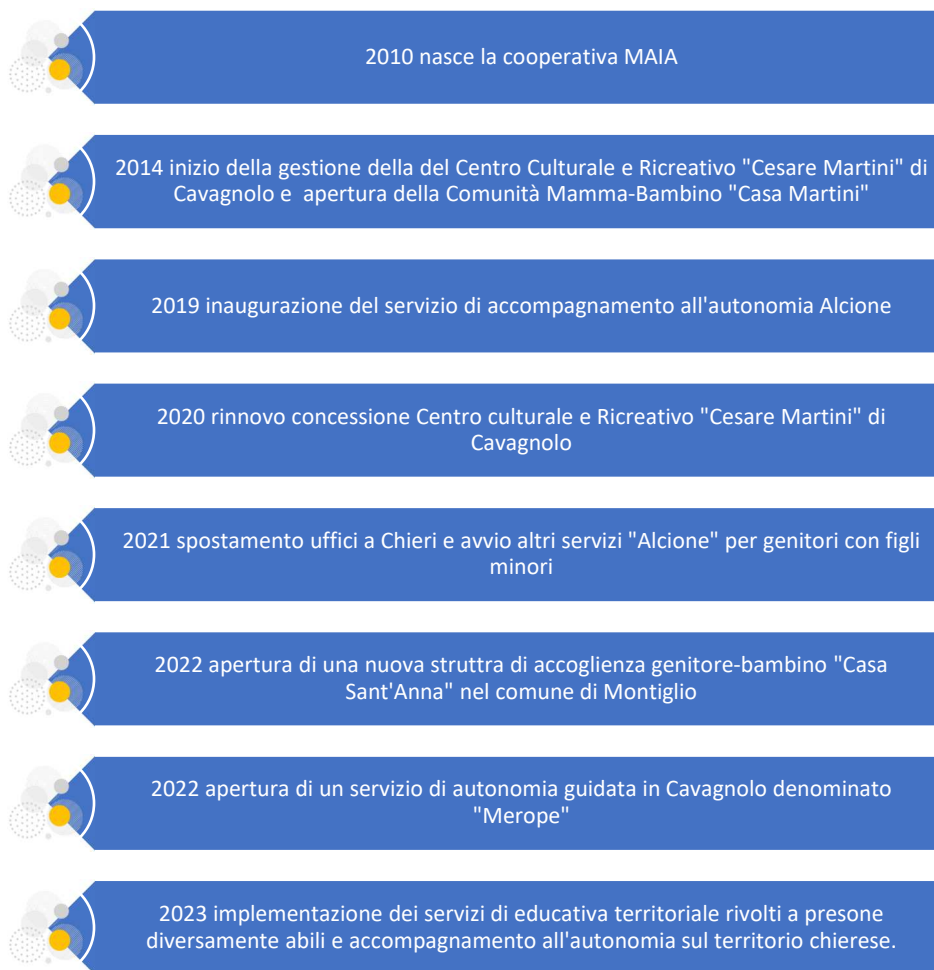 2010 nasce la cooperativa MAIA
2014 inizio della gestione della del Centro Culturale e Ricreativo "Cesare Martini" di
Cavagnolo e  apertura della Comunità Mamma-Bambino "Casa Martini"
2019 inaugurazione del servizio di accompagnamento all'autonomia Alcione
2020 rinnovo concessione Centro culturale e Ricreativo "Cesare Martini" di
Cavagnolo
2021 spostamento uffici a Chieri e avvio altri servizi "Alcione" per genitori con figli
minori
2022 apertura di una nuova struttra di accoglienza genitore-bambino "Casa
Sant'Anna" nel comune di Montiglio
2022 apertura di un servizio di autonomia guidata in Cavagnolo denominato
"Merope"
2023 implementazione dei servizi di educativa territoriale rivolti a presone
diversamente abili e accompagnamento all'autonomia sul territorio chierese.